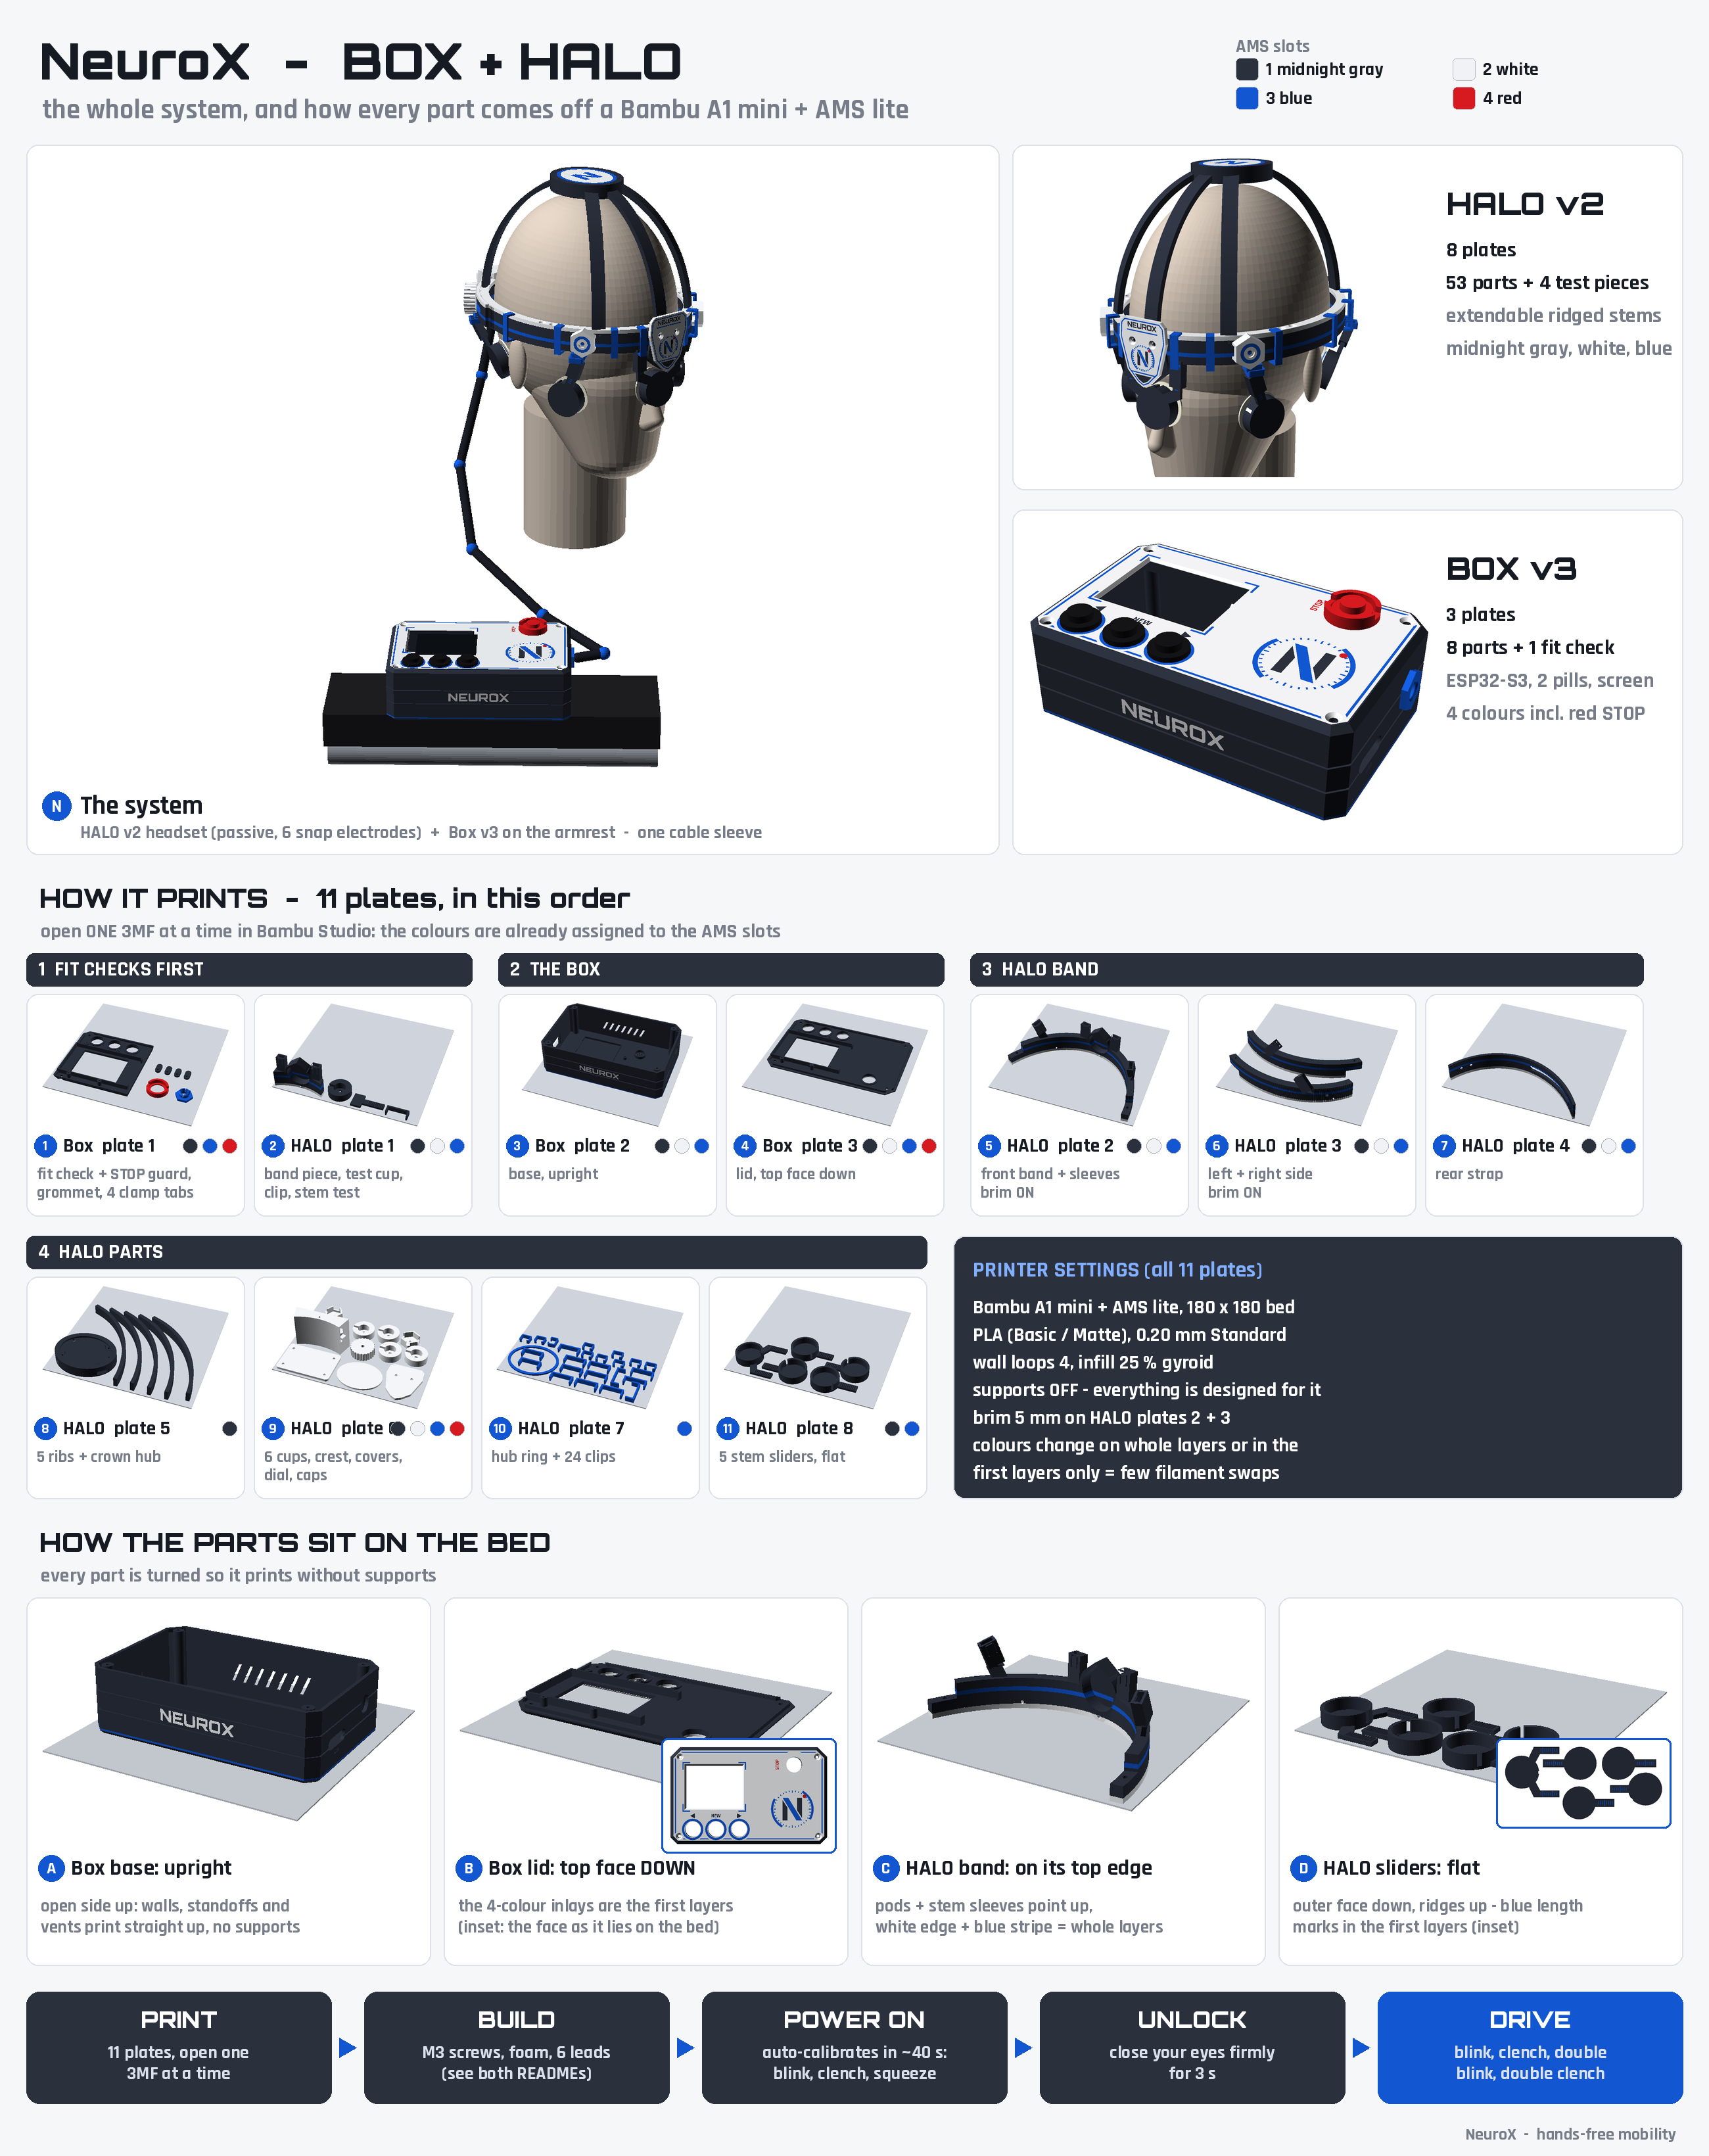 NeuroX - BOX + HALO
the whole system, and how every part comes off a Bambu A1 mini + AMS lite
AMS slots
1 midnight gray
2 white
3 blue
4 red
N
NEUROX
N
N
NEUROX
N The system
HALO v2 headset (passive, 6 snap electrodes) + Box v3 on the armrest - one cable sleeve
N
NEUROX
N
HALO v2
8 plates
53 parts + 4 test pieces
extendable ridged stems
midnight gray, white, blue
STOP
NEW
N
NEUROX
BOX v3
3 plates
8 parts + 1 fit check
ESP32-S3, 2 pills, screen
4 colours incl. red STOP
HOW IT PRINTS - 11 plates, in this order
open ONE 3MF at a time in Bambu Studio: the colours are already assigned to the AMS slots
1 FIT CHECKS FIRST
1 Box plate 1
fit check + STOP guard,
grommet, 4 clamp tabs
2 HALO plate 1
band piece, test cup,
clip, stem test
2 THE BOX
NEUROX
3 Box plate 2
base, upright
4 Box plate 3
lid, top face down
3 HALO BAND
5 HALO plate 2
front band + sleeves
brim ON
6 HALO plate 3
left + right side
brim ON
7 HALO plate 4
rear strap
4 HALO PARTS
8 HALO plate 5
5 ribs + crown hub
9 HALO plate
6 cups, crest, covers,
dial, caps
10 HALO plate 7
hub ring + 24 clips
11 HALO plate 8
5 stem sliders, flat
PRINTER SETTINGS (all 11 plates)
Bambu A1 mini + AMS lite, 180 x 180 bed
PLA (Basic / Matte), 0.20 mm Standard
wall loops 4, infill 25 % gyroid
supports OFF - everything is designed for it
brim 5 mm on HALO plates 2 + 3
colours change on whole layers or in the
first layers only = few filament swaps
HOW THE PARTS SIT ON THE BED
every part is turned so it prints without supports
NEUROX
A Box base: upright
open side up: walls, standoffs and
vents print straight up, no supports
NEW
N
B Box lid: top face DOWN
the 4-colour inlays are the first layers
(inset: the face as it lies on the bed)
C HALO band: on its top edge
pods + stem sleeves point up,
white edge + blue stripe = whole layers
D HALO sliders: flat
outer face down, ridges up - blue length
marks in the first layers (inset)
PRINT
11 plates, open one
3MF at a time
BUILD
M3 screws, foam, 6 leads
(see both READMEs)
POWER ON
auto-calibrates in ~40 s:
blink, clench, squeeze
UNLOCK
close your eyes firmly
for 3 s
DRIVE
blink, clench, double
blink, double clench
NeuroX - hands-free mobility